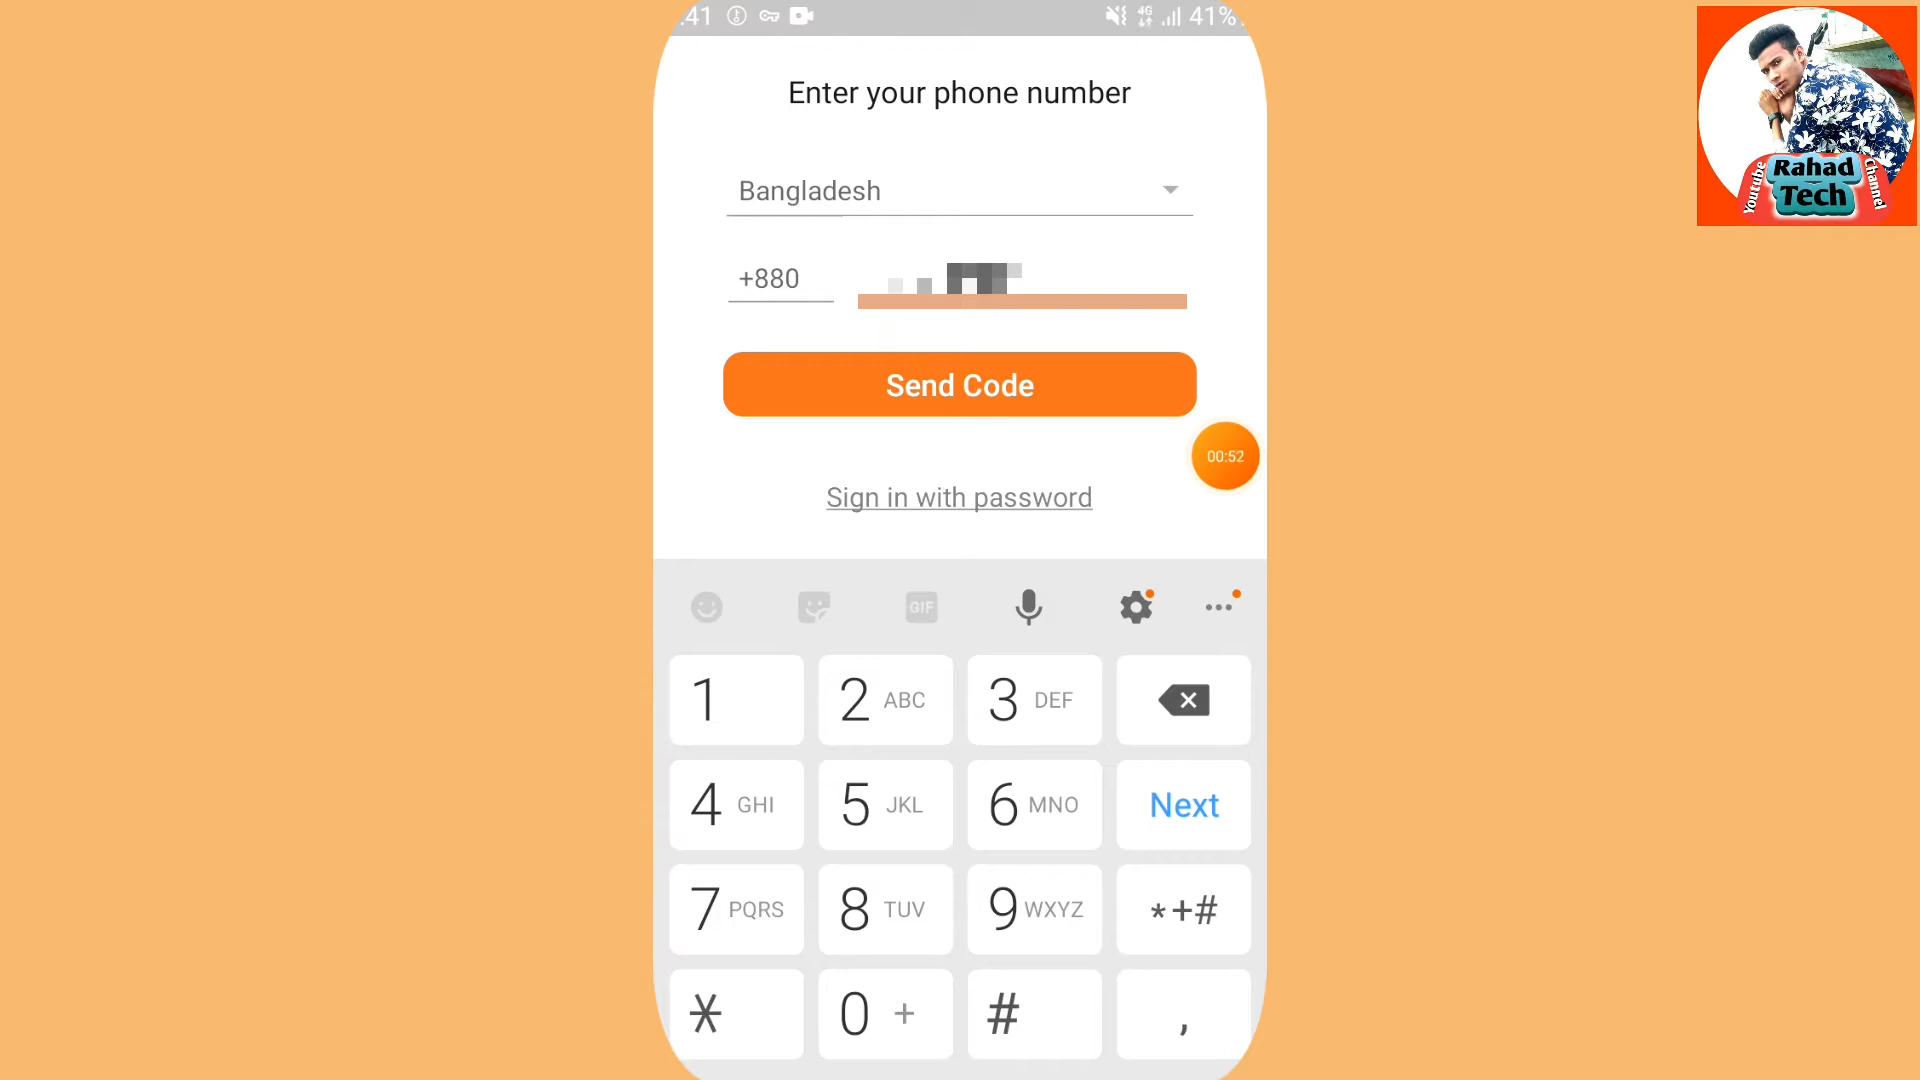 :41
4G
41%
Enter your phone number
Bangladesh
+880
Send Code
00:52
Sign in with password
GIF
1
2 ABC
3 DEF
4 GHI
5 JKL
6 MNO
Next
7 PQRS
8 TUV
9 WXYZ
*+#
*
0 +
#
,
Youtube
Rahad
Tech
Channel